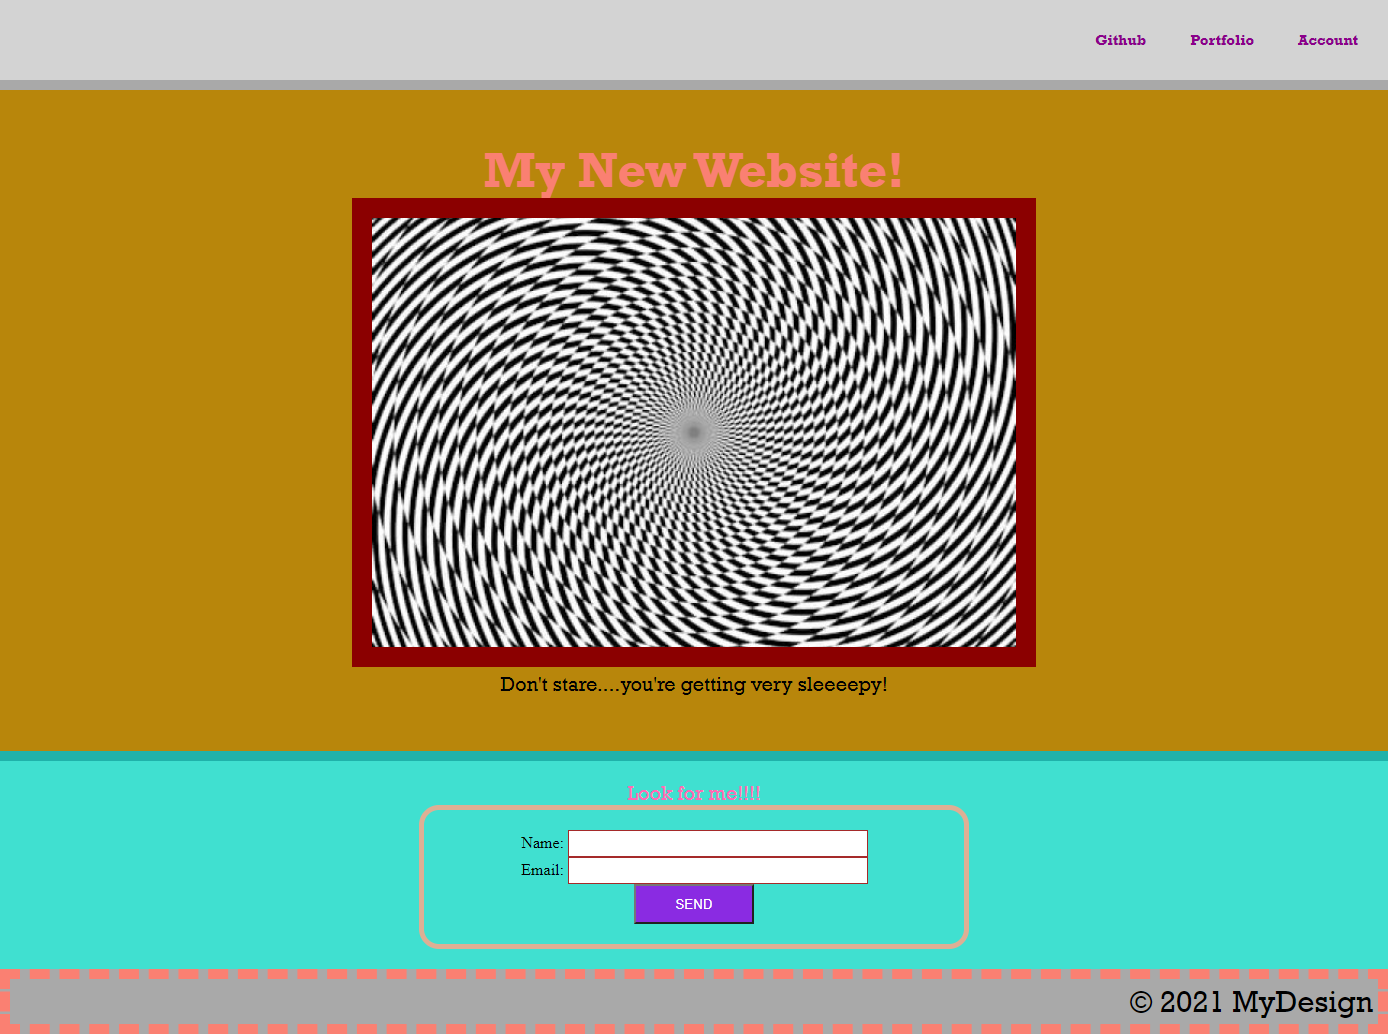 Github Portfolio Account
My New Website!
Don't stare....you're getting very sleeeepy!
Look for me!!!!
Name:
Email:
SEND
© 2021 MyDesign